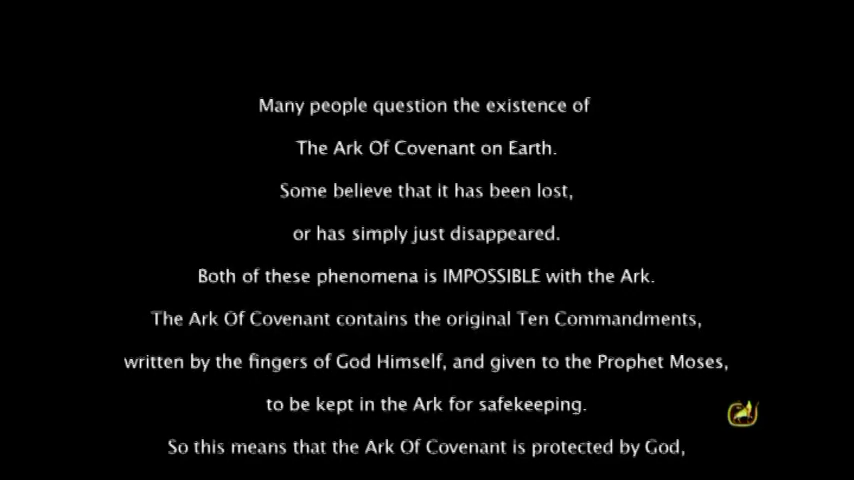 Many people question the existence of
The Ark Of Covenant on Earth.
Some believe that it has been lost,
or has simply just disappeared.
Both of these phenomena is IMPOSSIBLE with the Ark.
The Ark Of Covenant contains the original Ten Commandments,
written by the fingers of God Himself, and given to the Prophet Moses,
to be kept in the Ark for safekeeping.
So this means that the Ark Of Covenant is protected by God,